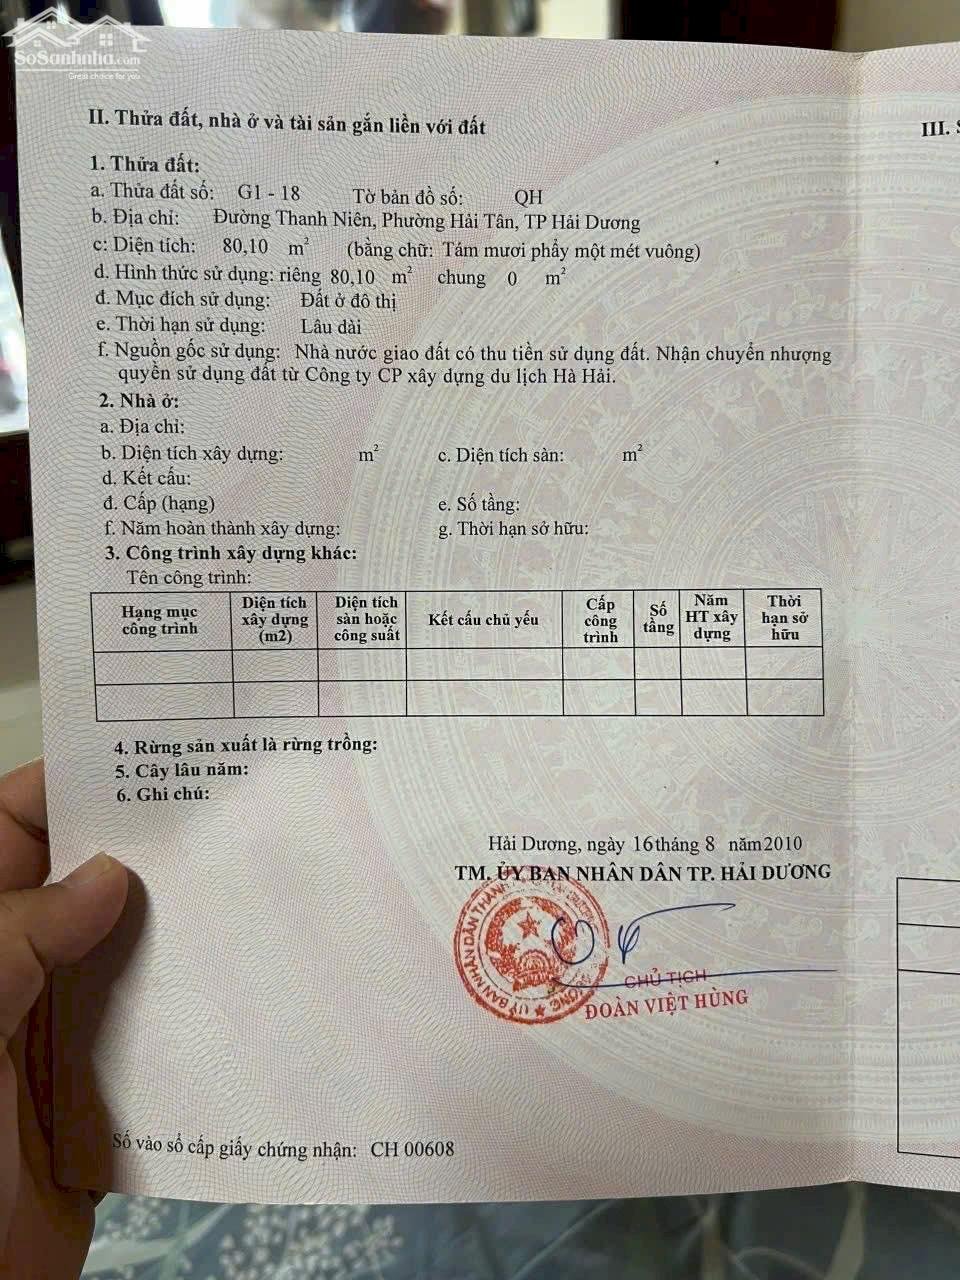 SoSanhnha.com
Great choice for you
II. Thửa đất, nhà ở và tài sản gắn liền với đất
III.
1. Thửa đất:
a. Thửa đất số: G1 - 18 Tờ bản đồ số: QH
b. Địa chỉ: Đường Thanh Niên, Phường Hải Tân, TP Hải Dương
c: Diện tích: 80,10 m² (bằng chữ: Tám mươi phẩy một mét vuông)
d. Hình thức sử dụng: riêng 80,10 m² chung 0 m²
đ. Mục đích sử dụng: Đất ở đô thị
e. Thời hạn sử dụng: Lâu dài
f. Nguồn gốc sử dụng: Nhà nước giao đất có thu tiền sử dụng đất. Nhận chuyển nhượng
quyền sử dụng đất từ Công ty CP xây dựng du lịch Hà Hải.
2. Nhà ở:
a. Địa chỉ:
b. Diện tích xây dựng: m² c. Diện tích sàn: m²
d. Kết cấu:
đ. Cấp (hạng) e. Số tầng:
f. Năm hoàn thành xây dựng: g. Thời hạn sở hữu:
3. Công trình xây dựng khác:
Tên công trình:
Hạng mục công trình
Diện tích xây dựng (m2)
Diện tích sàn hoặc công suất
Kết cấu chủ yếu
Cấp công trình
Số tầng
Năm HT xây dựng
Thời hạn sở hữu
4. Rừng sản xuất là rừng trồng:
5. Cây lâu năm:
6. Ghi chú:
Hải Dương, ngày 16 tháng 8 năm 2010
TM. ỦY BAN NHÂN DÂN TP. HẢI DƯƠNG
CHỦ TỊCH
ĐOÀN VIỆT HÙNG
Số vào sổ cấp giấy chứng nhận: CH 00608